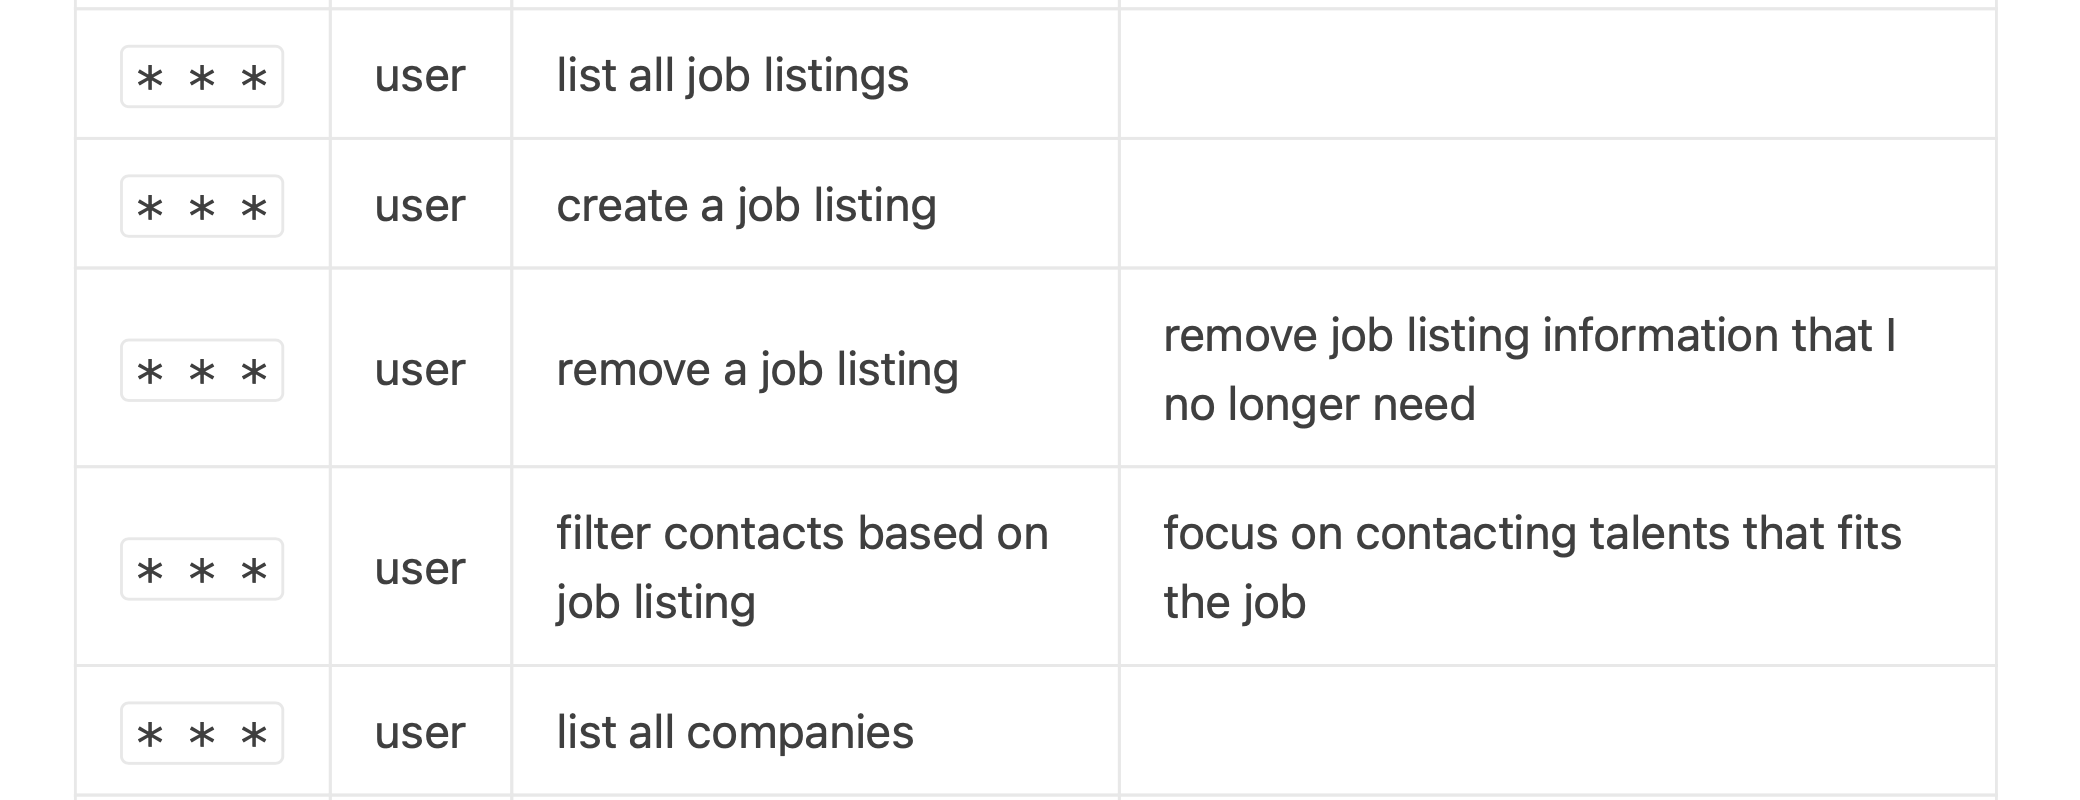 * * * user list all job listings
* * * user create a job listing
* * * user remove a job listing remove job listing information that I
no longer need
* * * user filter contacts based on focus on contacting talents that fits
job listing the job
* * * user list all companies